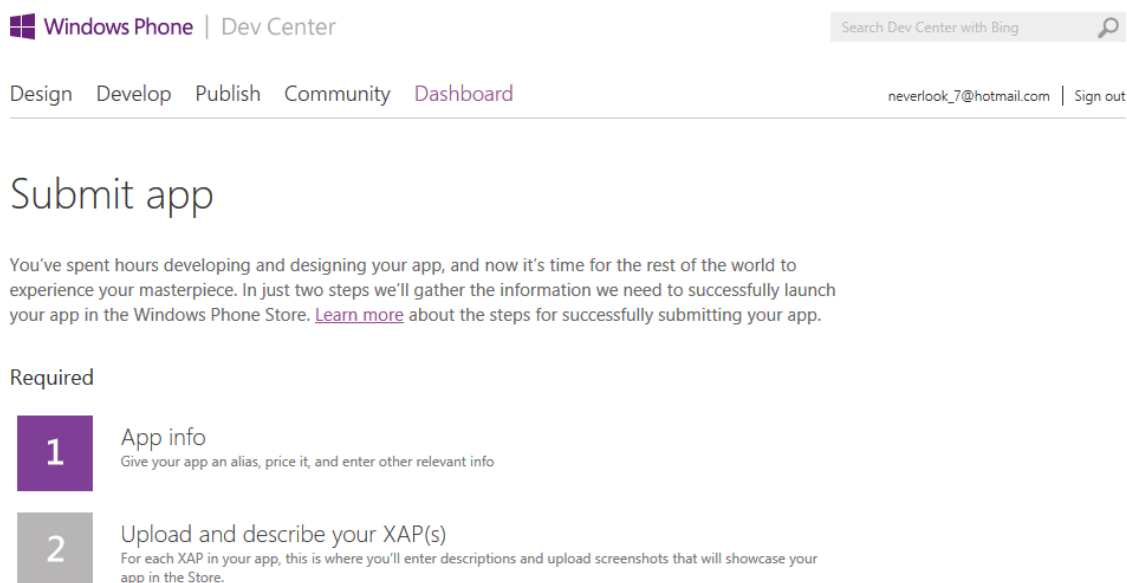 Windows Phone | Dev Center
Search Dev Center with Bing
Design Develop Publish Community Dashboard
neverlook_7@hotmail.com | Sign out
Submit app
You've spent hours developing and designing your app, and now it's time for the rest of the world to
experience your masterpiece. In just two steps we'll gather the information we need to successfully launch
your app in the Windows Phone Store. Learn more about the steps for successfully submitting your app.
Required
1
App info
Give your app an alias, price it, and enter other relevant info
2
Upload and describe your XAP(s)
For each XAP in your app, this is where you'll enter descriptions and upload screenshots that will showcase your
app in the Store.